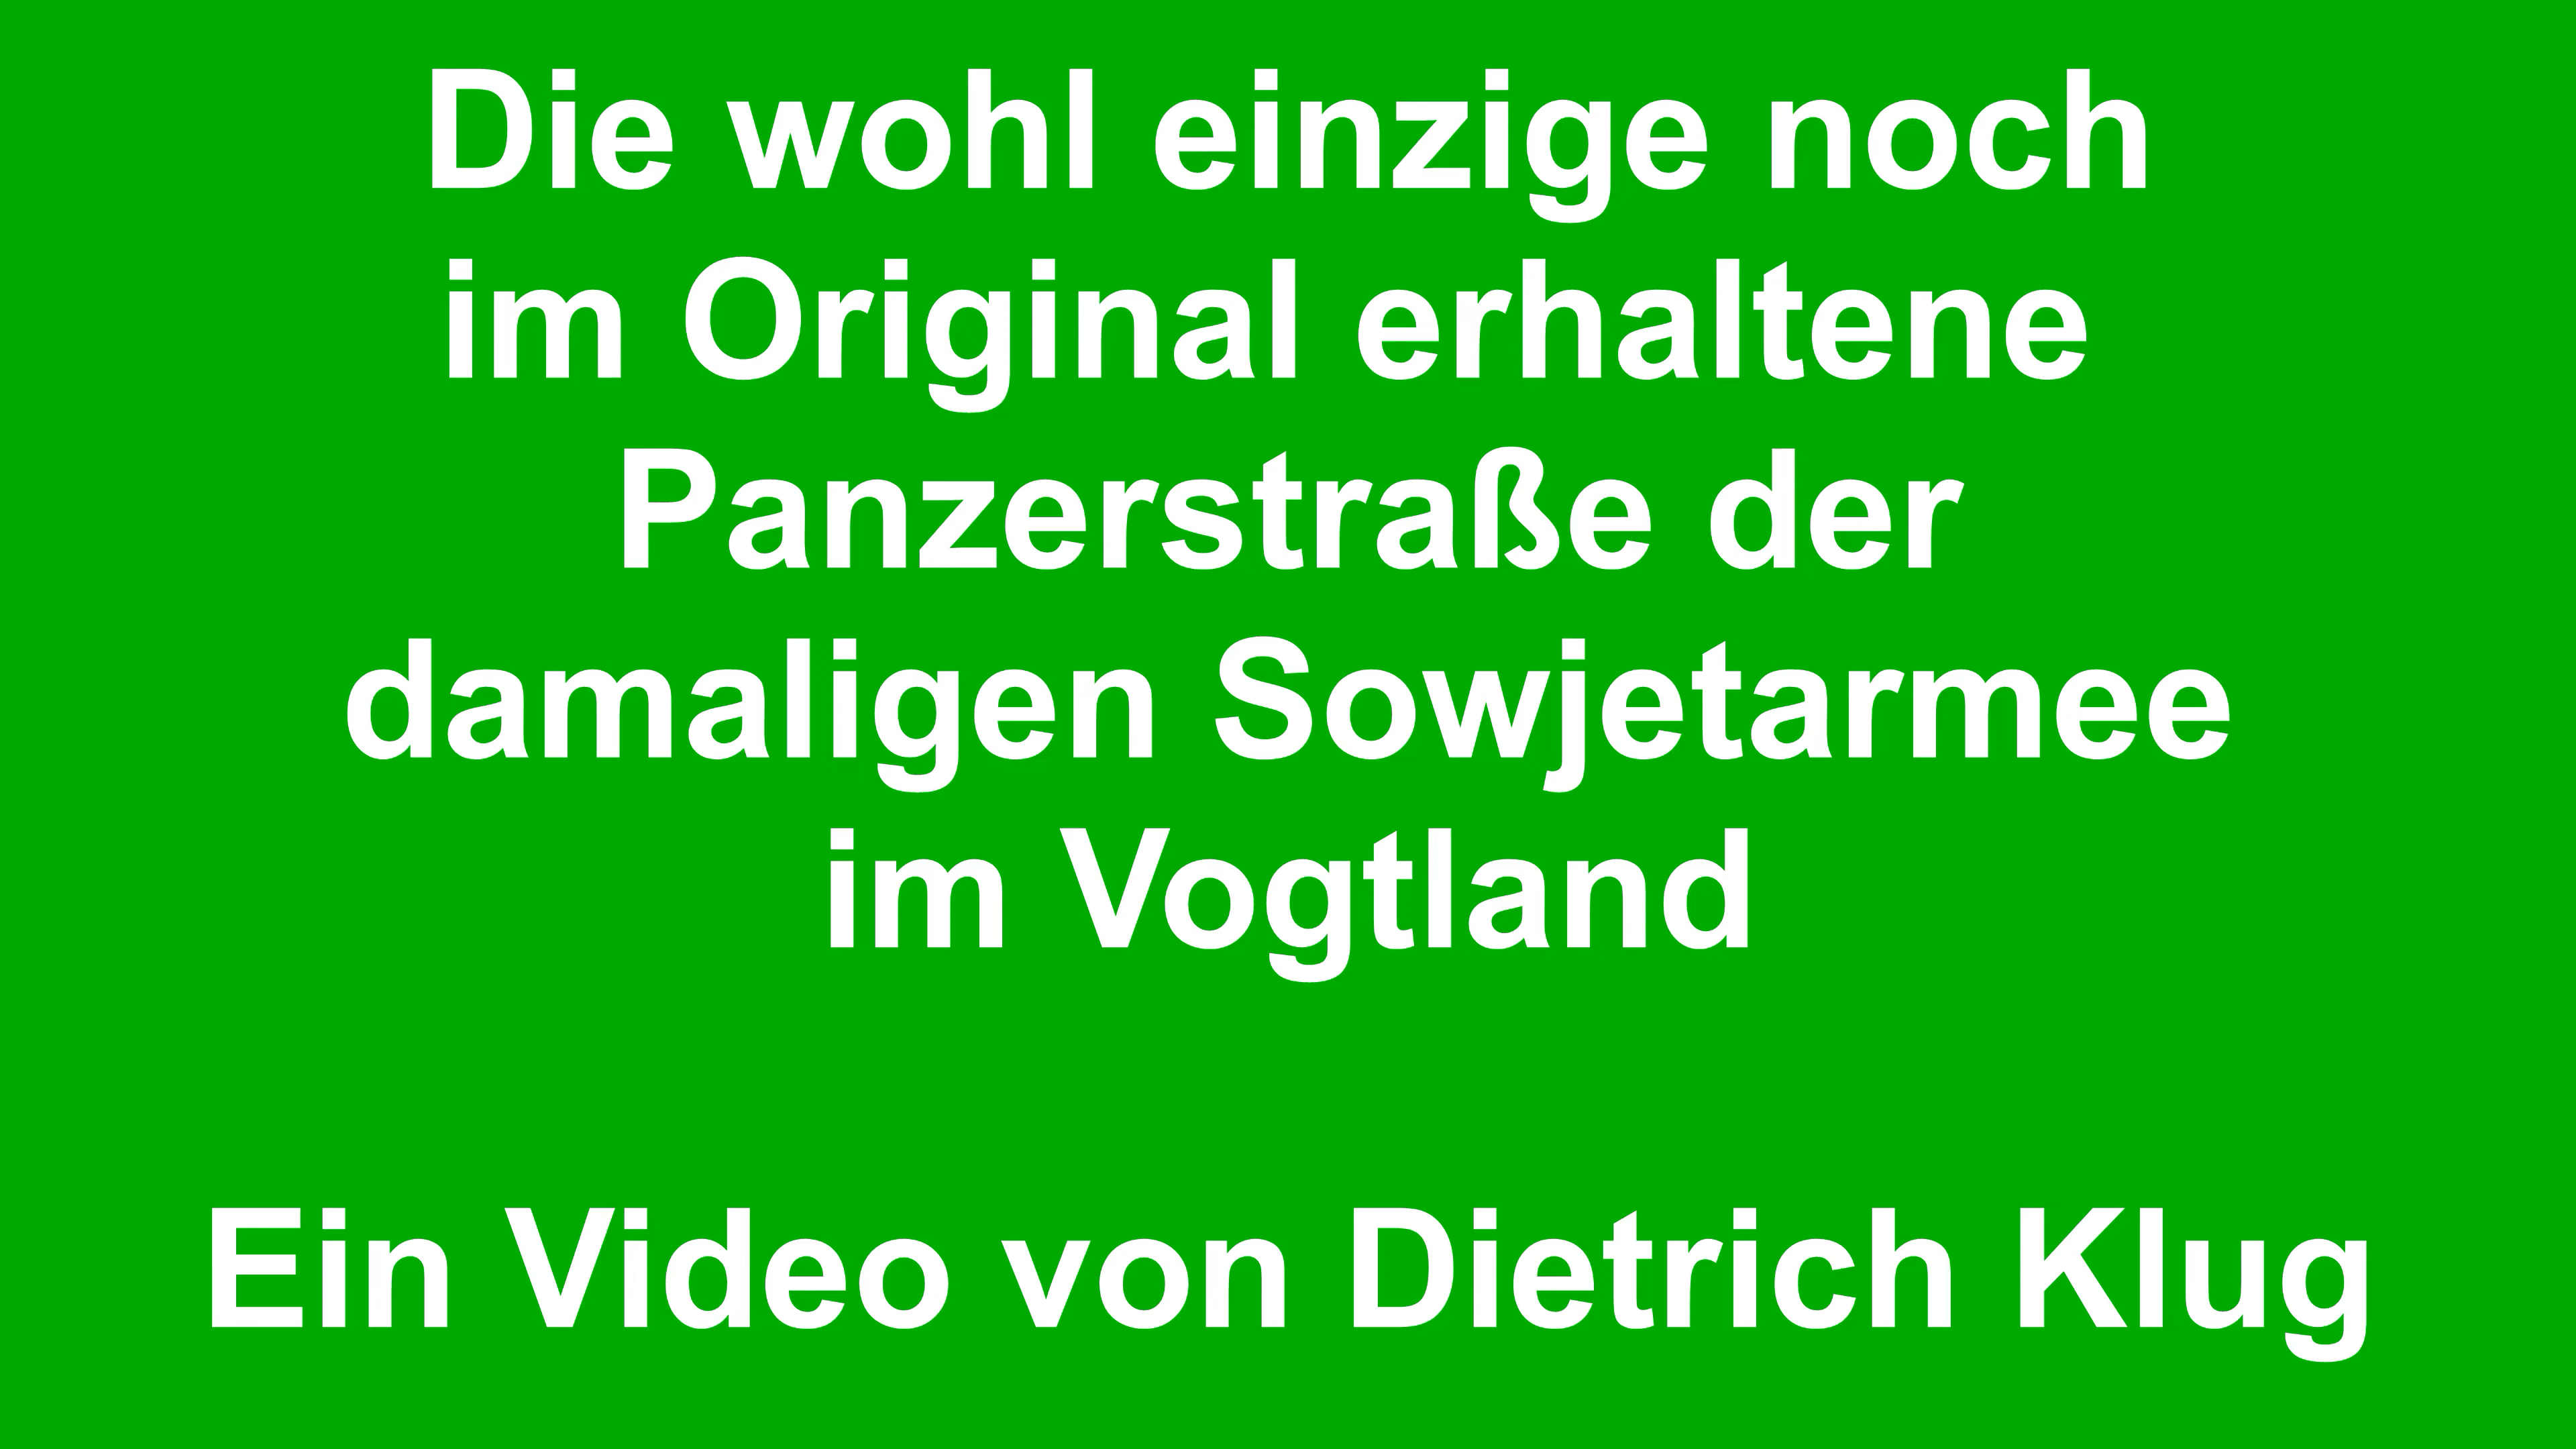 Die wohl einzige noch
im Original erhaltene
Panzerstraße der
damaligen Sowjetarmee
im Vogtland
Ein Video von Dietrich Klug